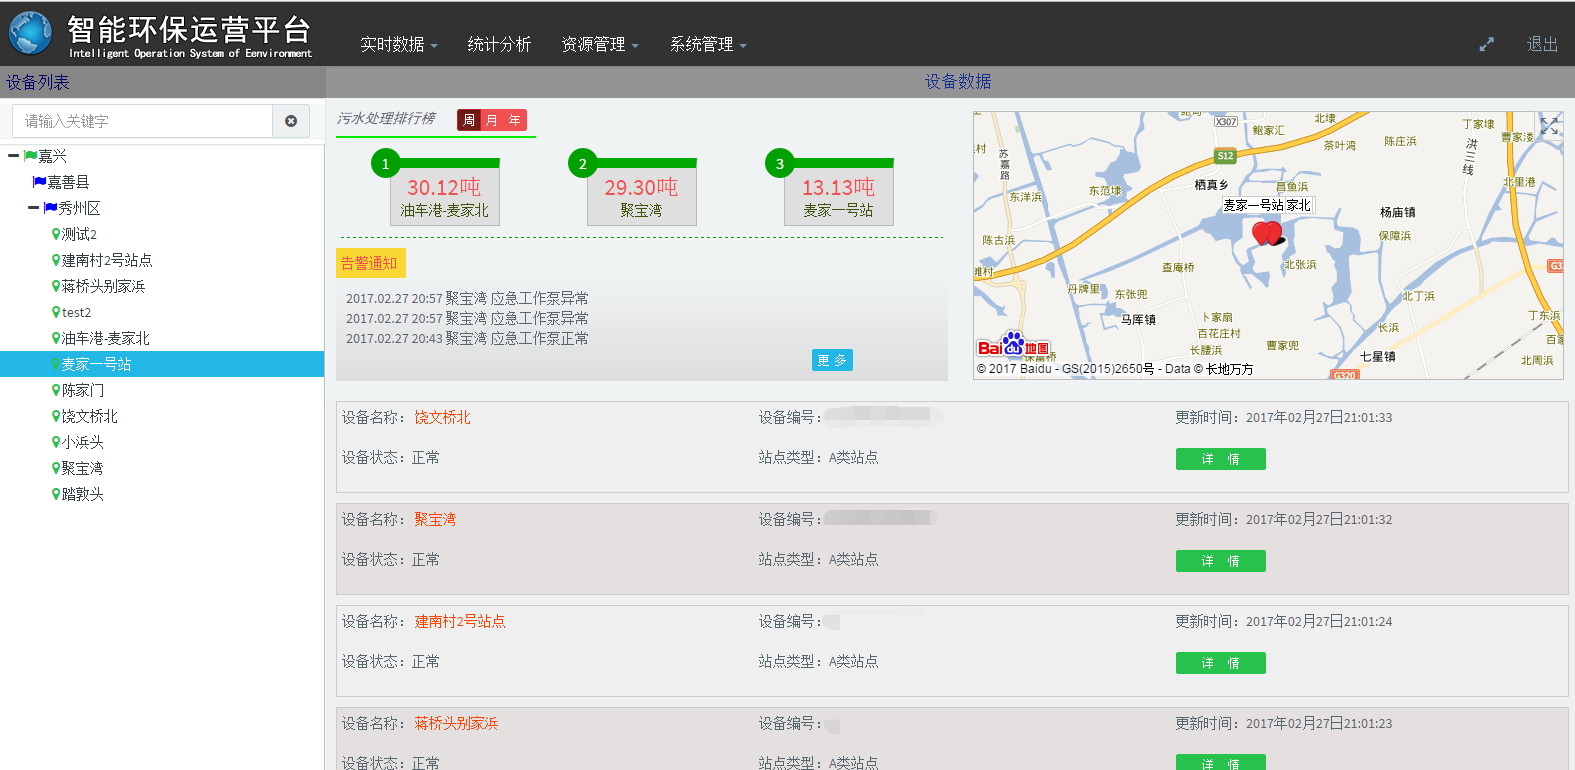 智能环保运营平台
Intelligent Operation System of Eenvironment
实时数据 统计分析 资源管理 系统管理 退出
设备列表
设备数据
请输入关键字
嘉兴
嘉善县
秀州区
测试2
建南村2号站点
蒋桥头别家浜
test2
油车港-麦家北
麦家一号站
陈家门
饶文桥北
小浜头
聚宝湾
踏敦头
污水处理排行榜 周 月 年
1 2 3
30.12吨 29.30吨 13.13吨
油车港-麦家北 聚宝湾 麦家一号站
告警通知
2017.02.27 20:57 聚宝湾 应急工作泵异常
2017.02.27 20:57 聚宝湾 应急工作泵异常
2017.02.27 20:43 聚宝湾 应急工作泵正常
更 多
X307
鲍家汇
北埭
丁家埭
曹家溇
茶叶湾
陈庄浜
洪三线
苏嘉路
S12
栖真乡
昌鱼浜
北里港
东范埭
东洋浜
麦家一号站 家北
杨庙镇
陈古浜
保障浜
查庵桥
北张浜
丹牌里
东张兜
北丁浜
马厍镇
卜家扇
东丁浜
百花庄村
长浜
长腰浜
曹家兜
七星镇
北周浜
G320
Bai du 地图
© 2017 Baidu - GS(2015)2650号 - Data © 长地万方
设备名称： 饶文桥北 设备编号： 更新时间：2017年02月27日21:01:33
设备状态：正常 站点类型：A类站点 详 情
设备名称： 聚宝湾 设备编号： 更新时间：2017年02月27日21:01:32
设备状态：正常 站点类型：A类站点 详 情
设备名称： 建南村2号站点 设备编号： 更新时间：2017年02月27日21:01:24
设备状态：正常 站点类型：A类站点 详 情
设备名称： 蒋桥头别家浜 设备编号： 更新时间：2017年02月27日21:01:23
设备状态：正常 站点类型：A类站点 详 情